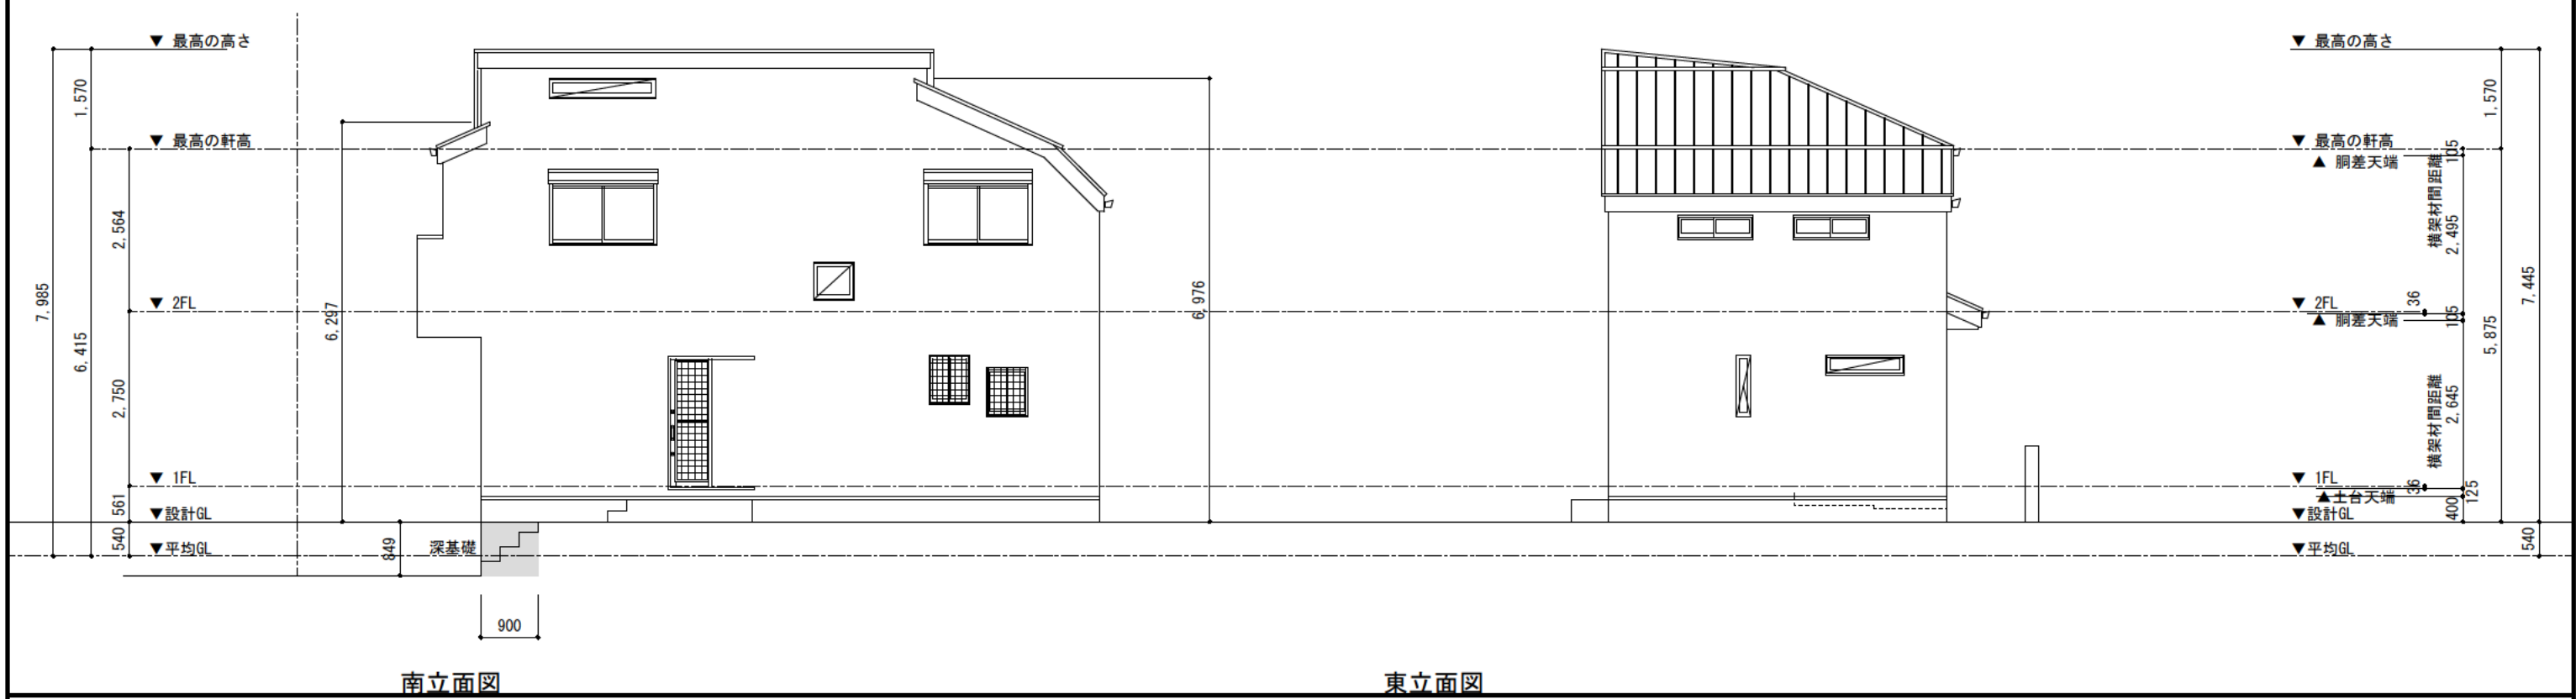 ▼ 最高の高さ
1,570
▼ 最高の軒高
2,564
7,985
▼ 2FL
6,297
6,415
2,750
▼ 1FL
561
▼設計GL
540
▼平均GL
849
深基礎
900
6,976
南立面図
▼ 最高の高さ
1,570
▼ 最高の軒高
105
▲ 胴差天端
横架材間距離
2,495
7,445
▼ 2FL
36
105
▲ 胴差天端
5,875
横架材間距離
2,645
▼ 1FL
36
▲土台天端
125
400
▼設計GL
540
▼平均GL
東立面図